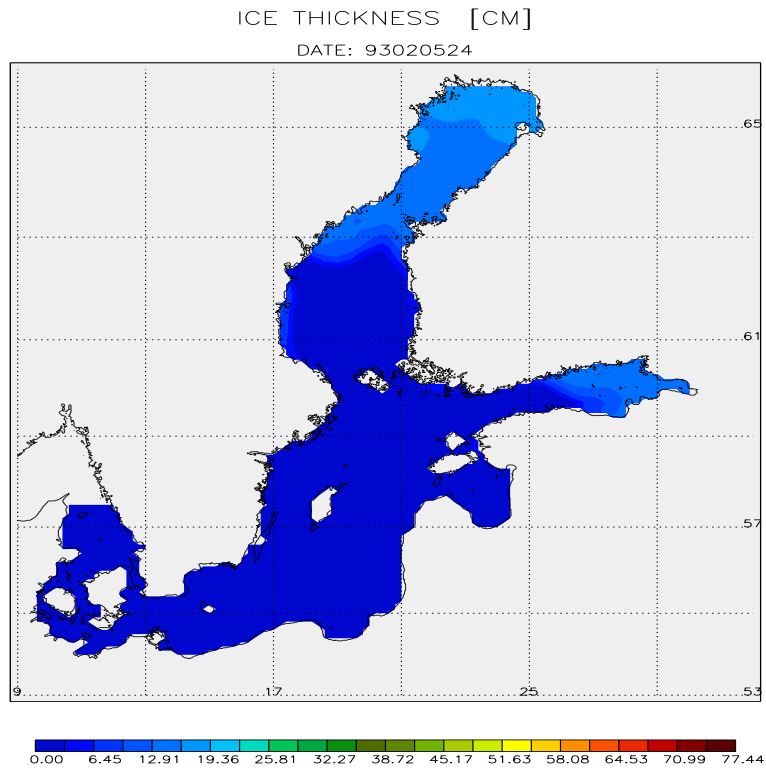 ICE THICKNESS [CM]
DATE: 93020524
65
61
57
9 17 25 53
0.00 6.45 12.91 19.36 25.81 32.27 38.72 45.17 51.63 58.08 64.53 70.99 77.44